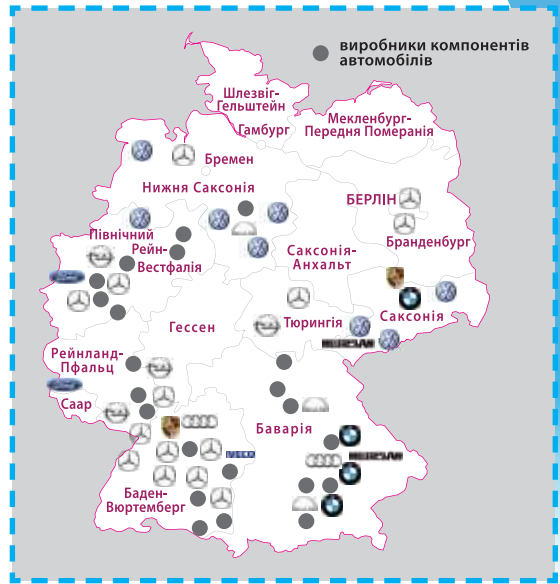 виробники компонентів
автомобілів
Шлезвіг-
Гельштейн
Мекленбург-
Передня Померанія
Гамбург
Бремен
Нижня Саксонія
БЕРЛІН
Бранденбург
Північний
Рейн-
Вестфалія
Саксонія-
Анхальт
Саксонія
Тюрингія
Гессен
Рейнланд-
Пфальц
Саар
Баварія
IVECO
Баден-
Вюртемберг